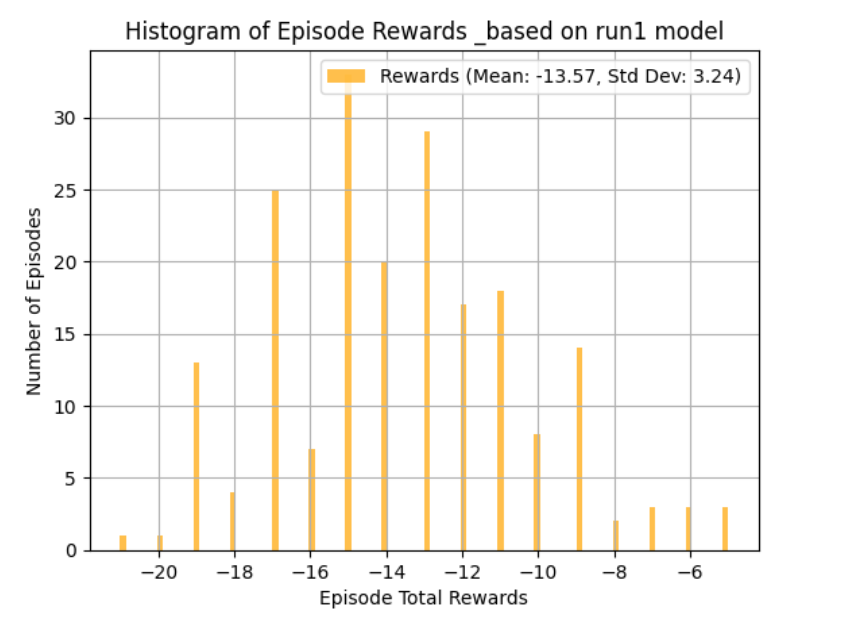 Histogram of Episode Rewards _based on run1 model
Rewards (Mean: -13.57, Std Dev: 3.24)
Number of Episodes
30
25
20
15
10
5
0
−20 −18 −16 −14 −12 −10 −8 −6
Episode Total Rewards